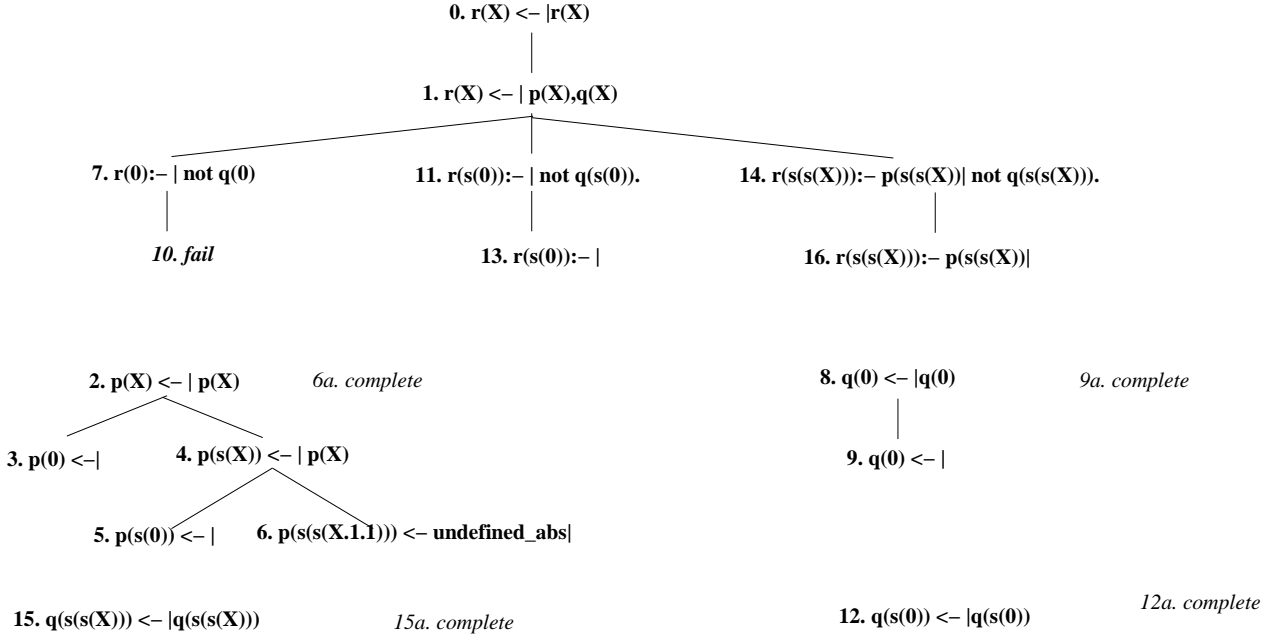 0. r(X) <– |r(X)
1. r(X) <– | p(X),q(X)
7. r(0):– | not q(0)
11. r(s(0)):– | not q(s(0)).
14. r(s(s(X))):– p(s(s(X))| not q(s(s(X))).
10. fail
13. r(s(0)):– |
16. r(s(s(X))):– p(s(s(X))|
2. p(X) <– | p(X)
6a. complete
8. q(0) <– |q(0)
9a. complete
3. p(0) <–|
4. p(s(X)) <– | p(X)
9. q(0) <– |
5. p(s(0)) <– |
6. p(s(s(X.1.1))) <– undefined_abs|
15. q(s(s(X))) <– |q(s(s(X)))
15a. complete
12. q(s(0)) <– |q(s(0))
12a. complete